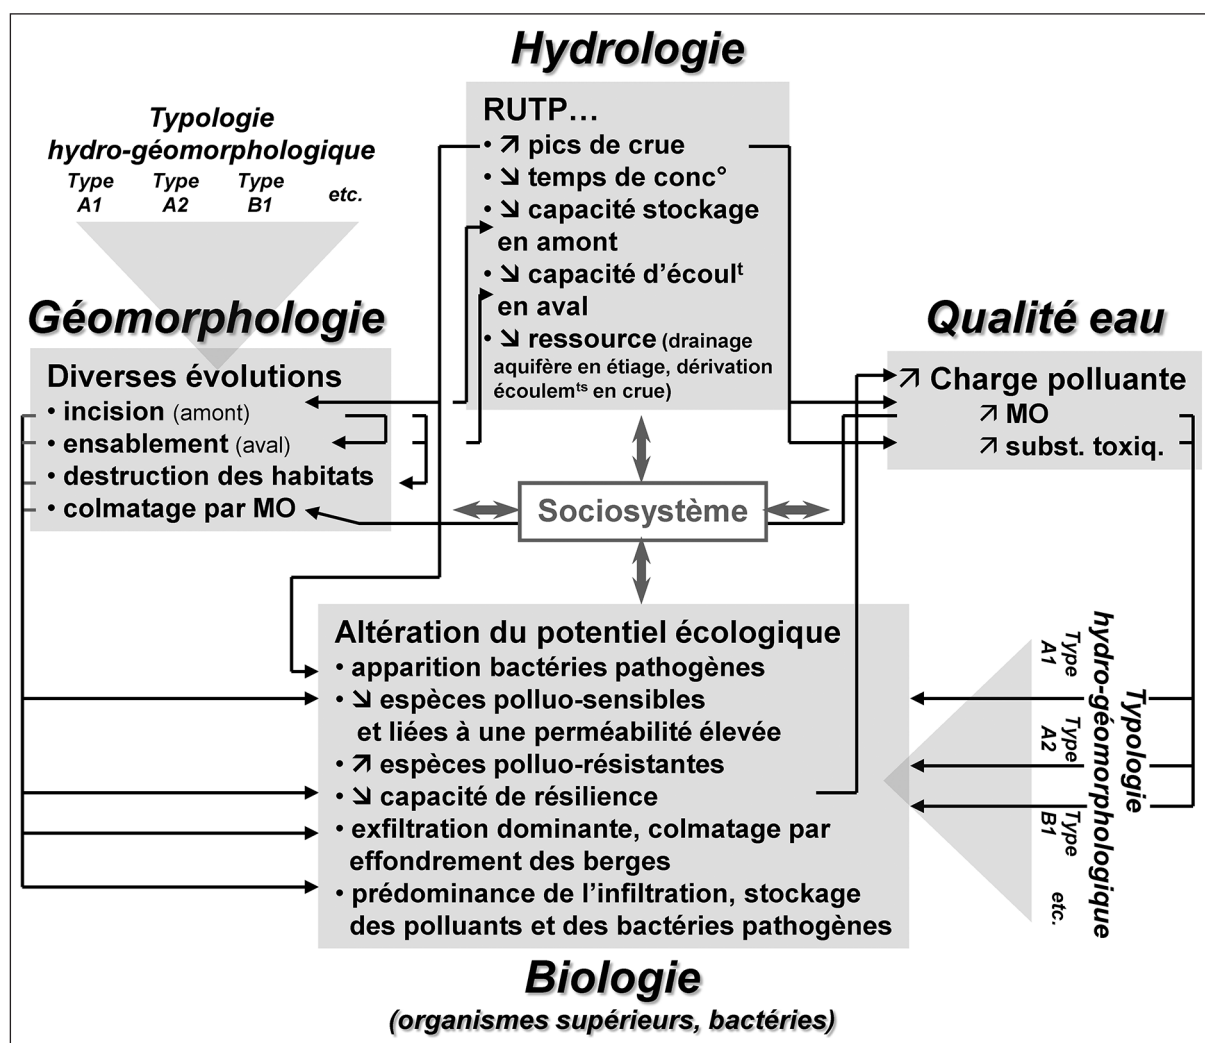 Hydrologie
RUTP…
• ↗ pics de crue
• ↘ temps de conc°
• ↘ capacité stockage
en amont
• ↘ capacité d’écoulᵗ
en aval
• ↘ ressource (drainage
aquifère en étiage, dérivation
écoulemᵗˢ en crue)
Typologie
hydro-géomorphologique
Type A1
Type A2
Type B1
etc.
Géomorphologie
Diverses évolutions
• incision (amont)
• ensablement (aval)
• destruction des habitats
• colmatage par MO
Qualité eau
↗ Charge polluante
↗ MO
↗ subst. toxiq.
Sociosystème
Altération du potentiel écologique
• apparition bactéries pathogènes
• ↘ espèces polluo-sensibles
et liées à une perméabilité élevée
• ↗ espèces polluo-résistantes
• ↘ capacité de résilience
• exfiltration dominante, colmatage par
effondrement des berges
• prédominance de l’infiltration, stockage
des polluants et des bactéries pathogènes
Typologie
hydro-géomorphologique
Type A1
Type A2
Type B1
etc.
Biologie
(organismes supérieurs, bactéries)